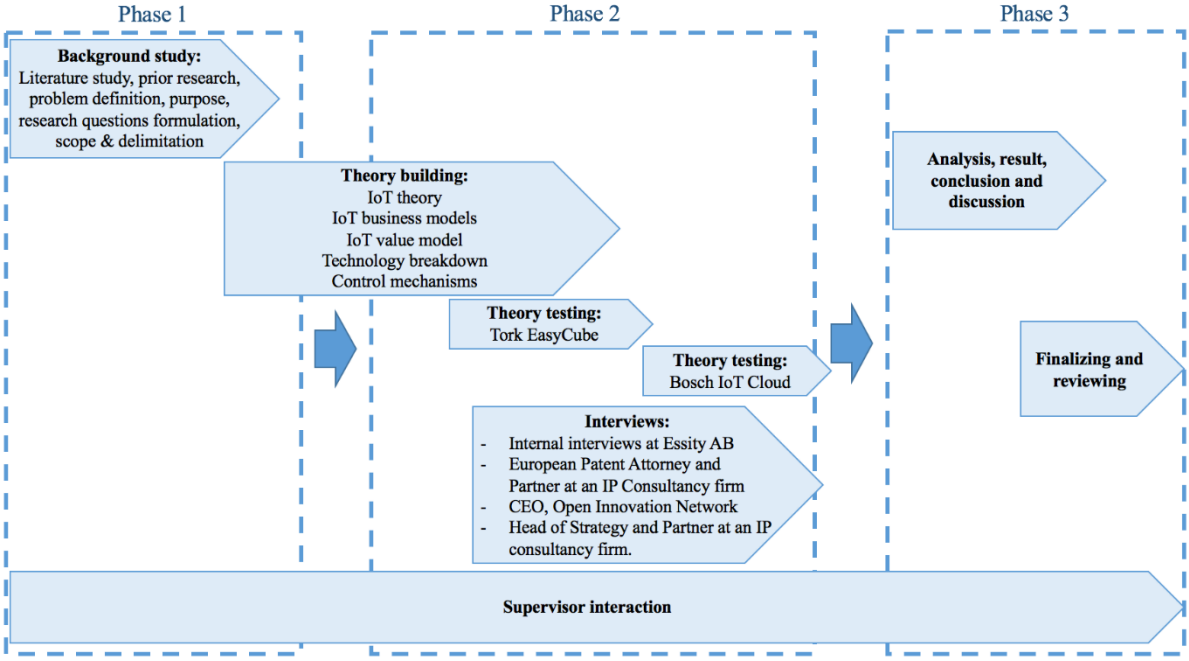 Phase 1
Phase 2
Phase 3
Background study:
Literature study, prior research,
problem definition, purpose,
research questions formulation,
scope & delimitation
Theory building:
IoT theory
IoT business models
IoT value model
Technology breakdown
Control mechanisms
Theory testing:
Tork EasyCube
Theory testing:
Bosch IoT Cloud
Interviews:
- Internal interviews at Essity AB
- European Patent Attorney and
Partner at an IP Consultancy firm
- CEO, Open Innovation Network
- Head of Strategy and Partner at an IP
consultancy firm.
Analysis, result,
conclusion and
discussion
Finalizing and
reviewing
Supervisor interaction